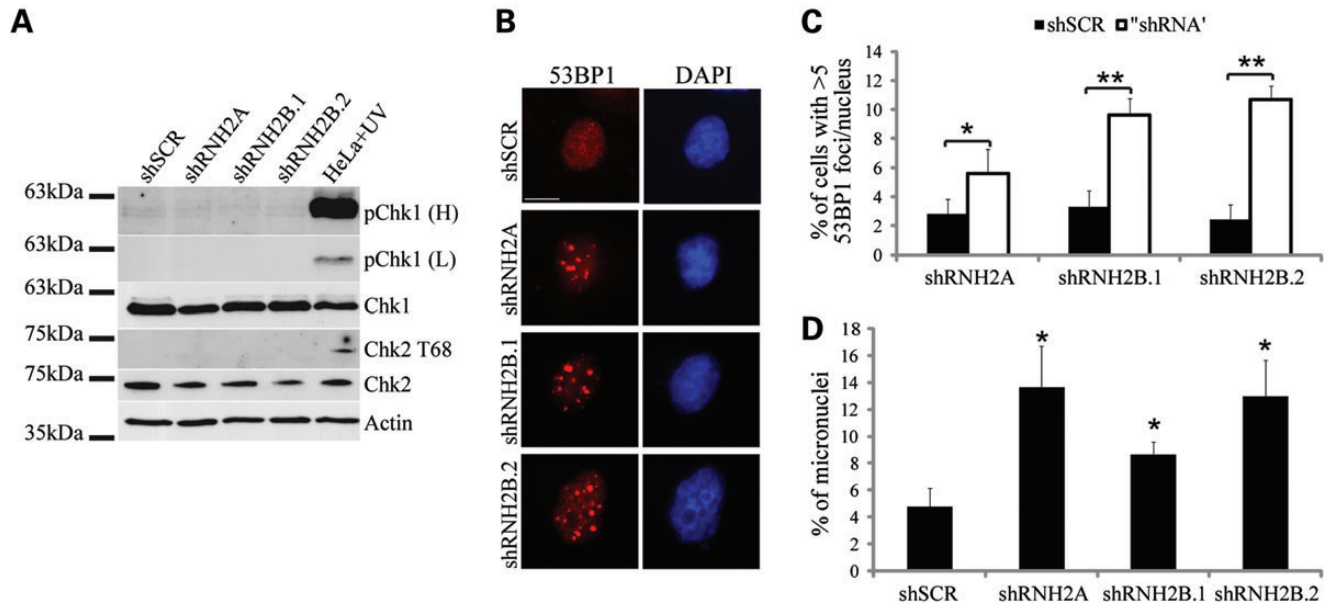 A
shSCR
shRNH2A
shRNH2B.1
shRNH2B.2
HeLa+UV
63kDa
pChk1 (H)
63kDa
pChk1 (L)
63kDa
Chk1
75kDa
Chk2 T68
75kDa
Chk2
Actin
35kDa
B
53BP1 DAPI
shSCR
shRNH2A
shRNH2B.1
shRNH2B.2
C
shSCR "shRNA'
% of cells with >5
53BP1 foci/nucleus
14
12
10
8
6
4
2
0
* ** **
shRNH2A shRNH2B.1 shRNH2B.2
D
% of micronuclei
18
16
14
12
10
8
6
4
2
0
* * *
shSCR shRNH2A shRNH2B.1 shRNH2B.2